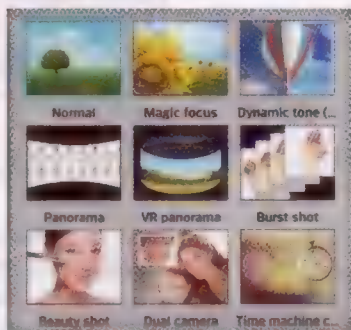 Normal
Magic focus
Dynamic tone (...
Panorama
VR panorama
Burst shot
Beauty shot
Dual camera
Time machine c...